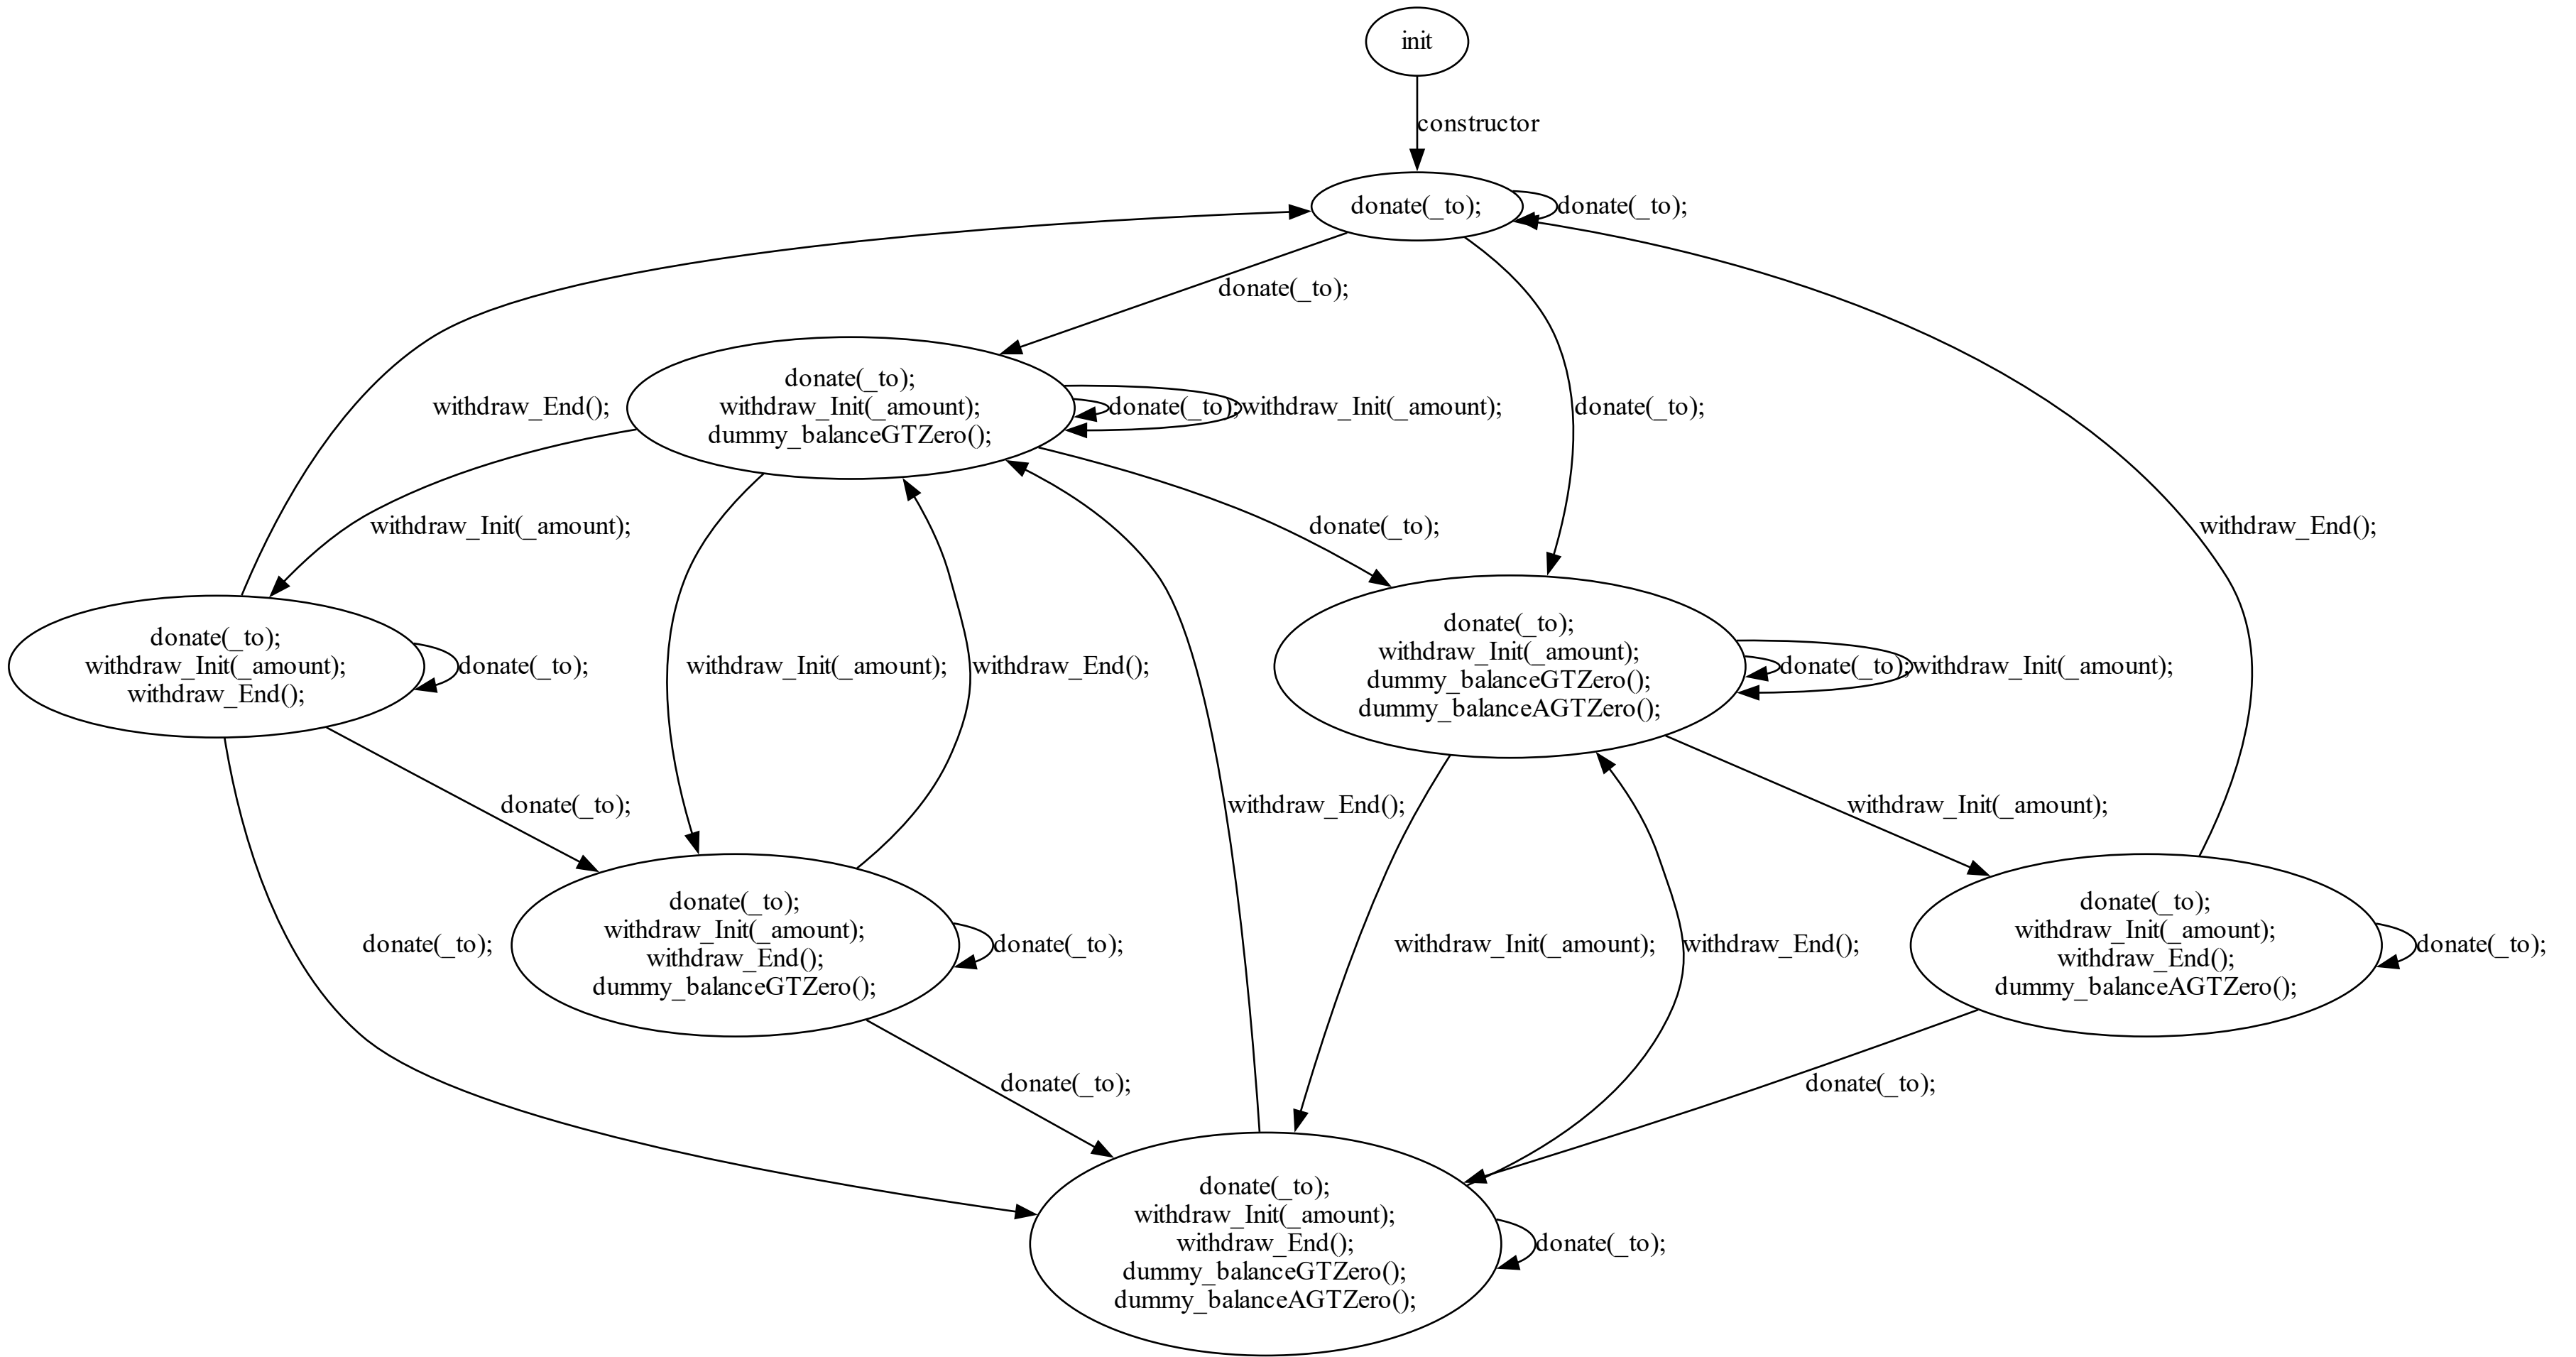 init
constructor
donate(_to);
donate(_to);
donate(_to);
donate(_to);
withdraw_End();
donate(_to);
withdraw_Init(_amount);
dummy_balanceGTZero();
donate(_to);
withdraw_Init(_amount);
withdraw_Init(_amount);
donate(_to);
withdraw_End();
donate(_to);
withdraw_Init(_amount);
withdraw_End();
donate(_to);
withdraw_Init(_amount);
withdraw_End();
donate(_to);
withdraw_Init(_amount);
dummy_balanceGTZero();
dummy_balanceAGTZero();
donate(_to);
withdraw_Init(_amount);
donate(_to);
withdraw_End();
withdraw_Init(_amount);
donate(_to);
donate(_to);
withdraw_Init(_amount);
withdraw_End();
dummy_balanceGTZero();
donate(_to);
withdraw_Init(_amount);
withdraw_End();
donate(_to);
withdraw_Init(_amount);
withdraw_End();
dummy_balanceAGTZero();
donate(_to);
donate(_to);
donate(_to);
donate(_to);
withdraw_Init(_amount);
withdraw_End();
dummy_balanceGTZero();
dummy_balanceAGTZero();
donate(_to);